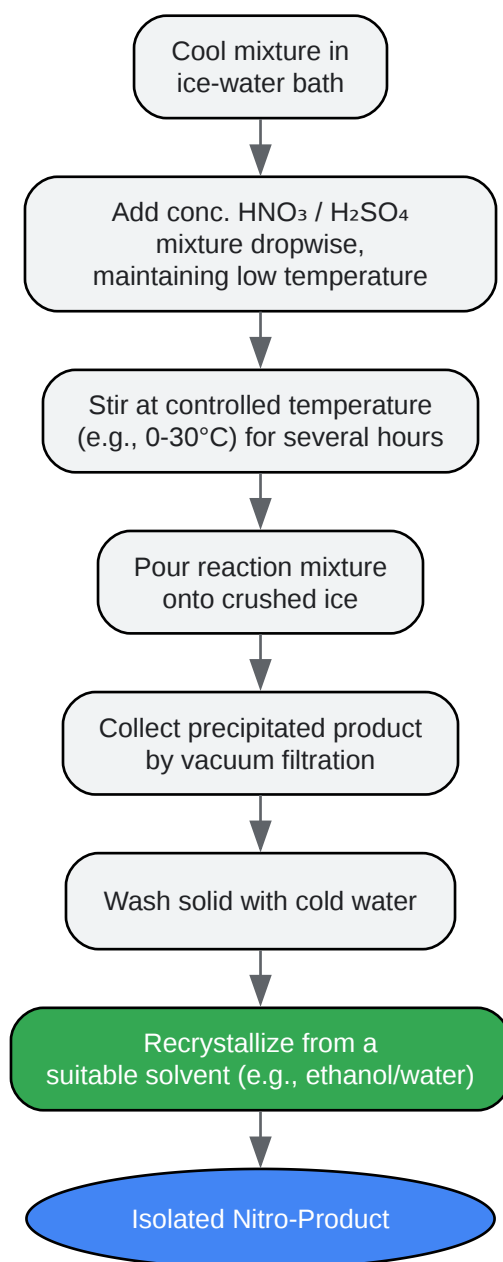 Cool mixture in
ice-water bath
Add conc. HNO₃ / H₂SO₄
mixture dropwise,
maintaining low temperature
Stir at controlled temperature
(e.g., 0-30°C) for several hours
Pour reaction mixture
onto crushed ice
Collect precipitated product
by vacuum filtration
Wash solid with cold water
Recrystallize from a
suitable solvent (e.g., ethanol/water)
Isolated Nitro-Product